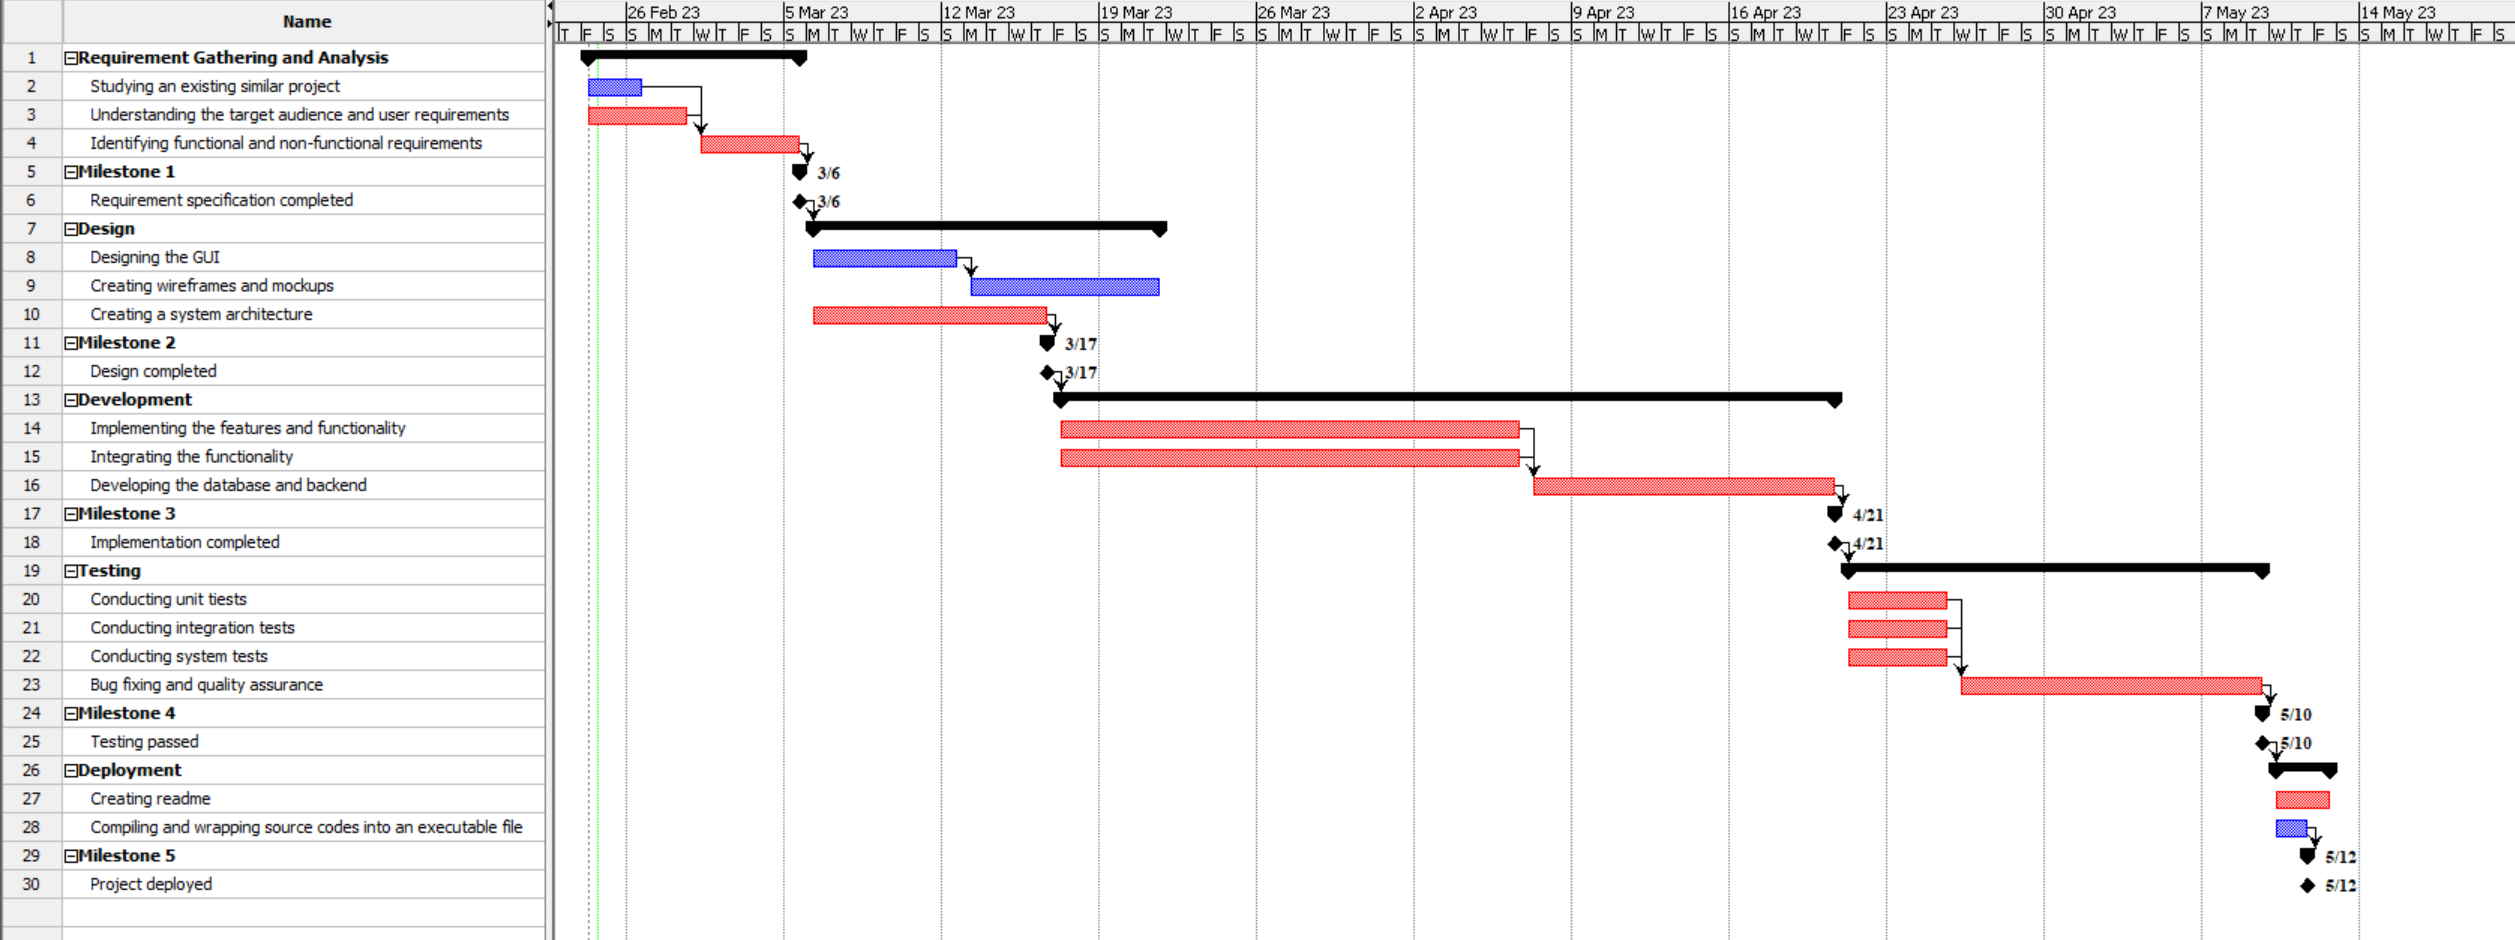 Name
26 Feb 23 5 Mar 23 12 Mar 23 19 Mar 23 26 Mar 23 2 Apr 23 9 Apr 23 16 Apr 23 23 Apr 23 30 Apr 23 7 May 23 14 May 23
T F S S M T W T F S S M T W T F S S M T W T F S S M T W T F S S M T W T F S S M T W T F S S M T W T F S S M T W T F S S M T W T F S S M T W T F S S M T W T F S S M T W T F S
1 Requirement Gathering and Analysis
2 Studying an existing similar project
3 Understanding the target audience and user requirements
4 Identifying functional and non-functional requirements
5 Milestone 1 3/6
6 Requirement specification completed 3/6
7 Design
8 Designing the GUI
9 Creating wireframes and mockups
10 Creating a system architecture
11 Milestone 2 3/17
12 Design completed 3/17
13 Development
14 Implementing the features and functionality
15 Integrating the functionality
16 Developing the database and backend
17 Milestone 3 4/21
18 Implementation completed 4/21
19 Testing
20 Conducting unit tiests
21 Conducting integration tests
22 Conducting system tests
23 Bug fixing and quality assurance
24 Milestone 4 5/10
25 Testing passed 5/10
26 Deployment
27 Creating readme
28 Compiling and wrapping source codes into an executable file
29 Milestone 5 5/12
30 Project deployed 5/12